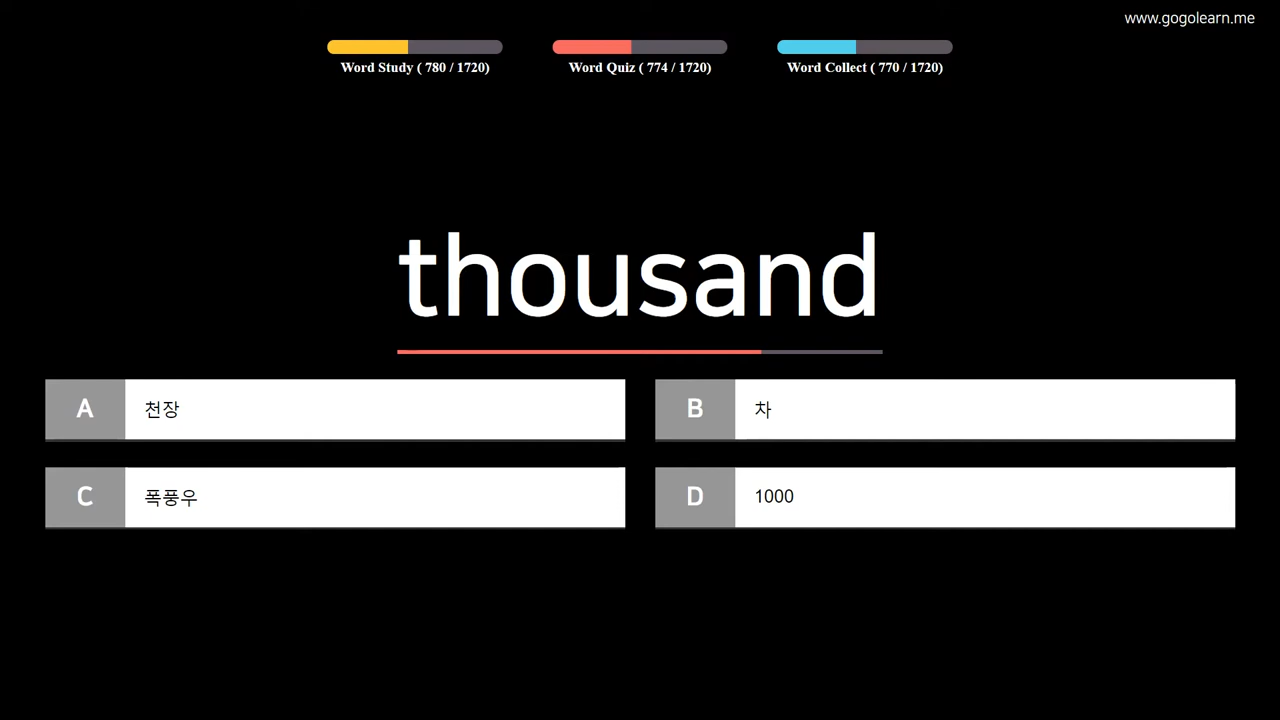 www.gogolearn.me
Word Study ( 780 / 1720)
Word Quiz ( 774 / 1720)
Word Collect ( 770 / 1720)
thousand
A 천장
B 차
C 폭풍우
D 1000